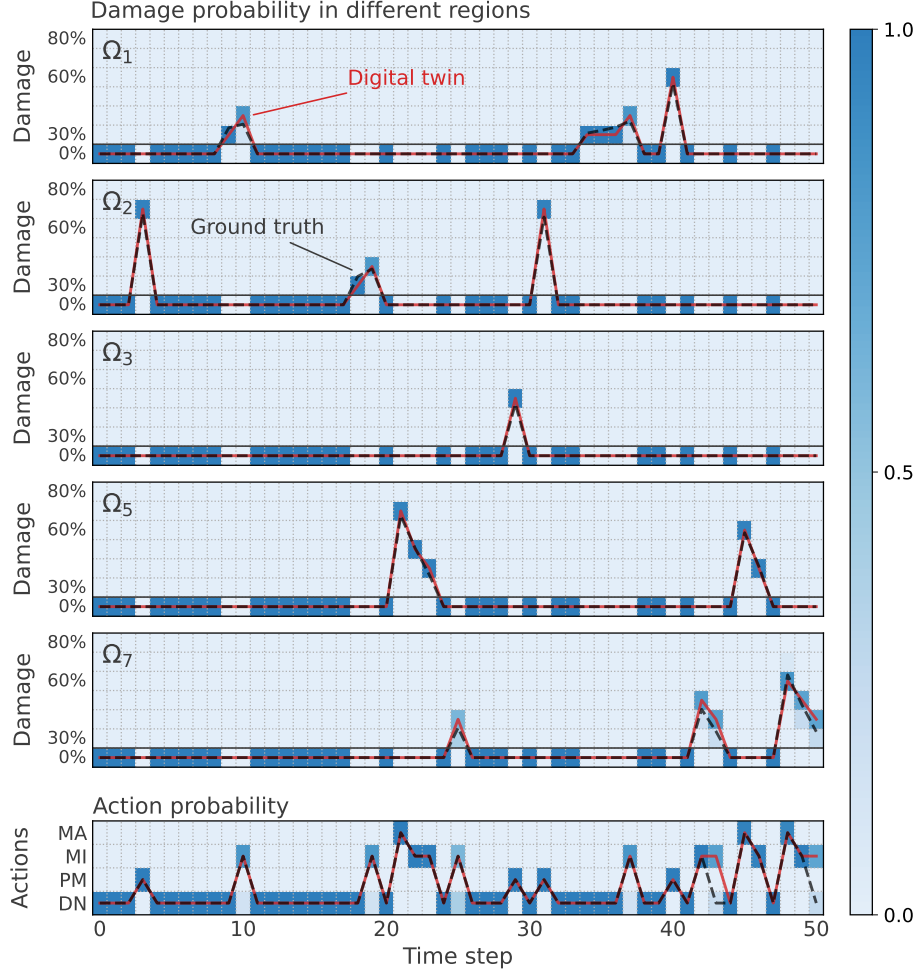 Damage probability in different regions
80%
60%
30%
0%
Damage
Ω1
Digital twin
80%
60%
30%
0%
Damage
Ω2
Ground truth
80%
60%
30%
0%
Damage
Ω3
80%
60%
30%
0%
Damage
Ω5
80%
60%
30%
0%
Damage
Ω7
Action probability
MA
MI
PM
DN
Actions
0 10 20 30 40 50
Time step
1.0
0.5
0.0